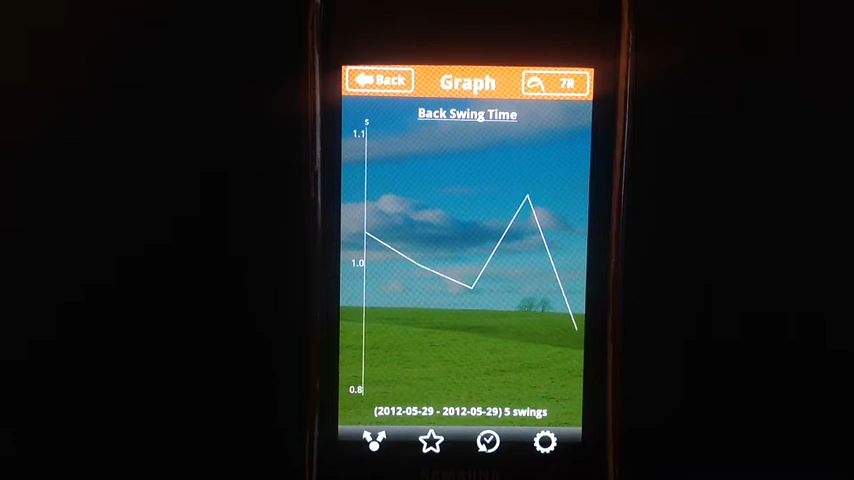 Back
Graph
7R
Back Swing Time
s
1.1
1.0
0.8
(2012-05-29 - 2012-05-29) 5 swings
SAMSUNG